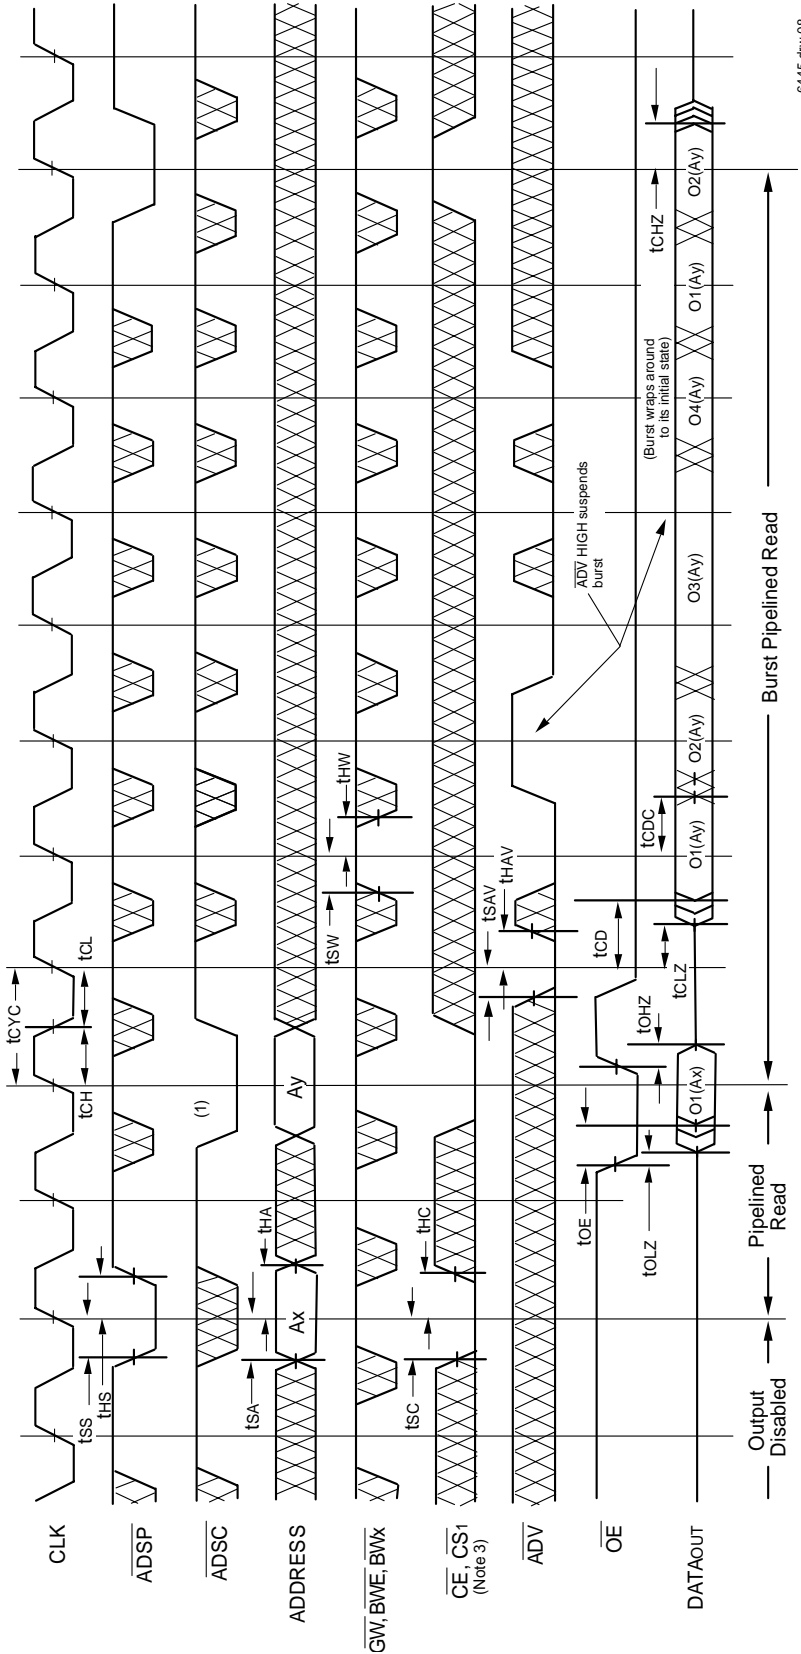 CLK
tCYC
tCH
tCL
tSS
tHS
ADSP
ADSC
(1)
ADDRESS
tSA
tHA
Ax
Ay
GW, BWE, BWx
tSW
tHW
CE, CS1
(Note 3)
tSC
tHC
ADV
tSAV
tHAV
ADV HIGH suspends
burst
OE
tOE
tOHZ
tCD
tOLZ
tCLZ
tCDC
tCHZ
(Burst wraps around
to its initial state)
DATAOUT
O1(Ax)
O1(Ay)
O2(Ay)
O3(Ay)
O4(Ay)
O1(Ay)
O2(Ay)
Output
Disabled
Pipelined
Read
Burst Pipelined Read